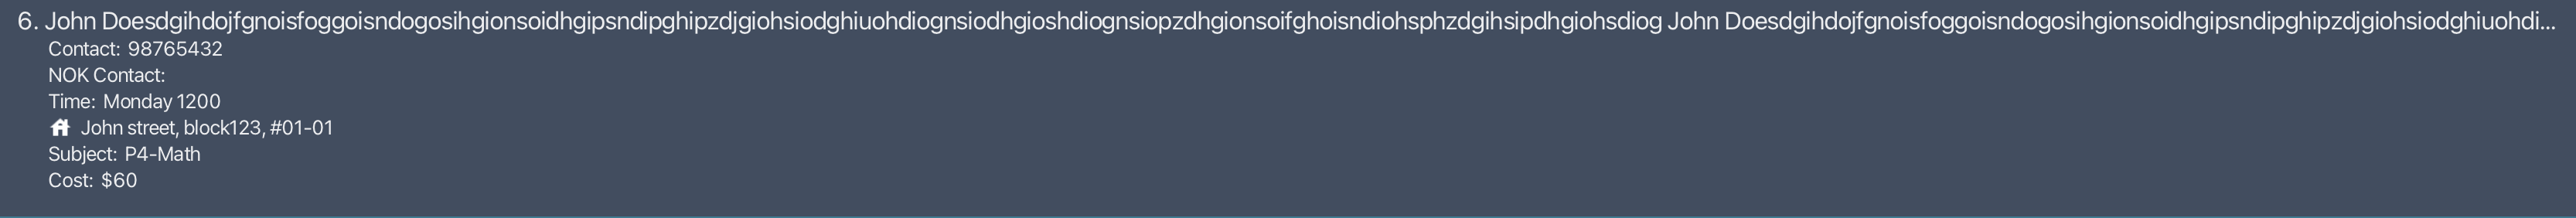 6. John Doesdgihdojfgnoisfoggoisndogosihgionsoidhgipsndipghipzdjgiohsiodghiuohdiognsiodhgioshdiognsiopzdhgionsoifghoisndiohsphzdgihsipdhgiohsdiog John Doesdgihdojfgnoisfoggoisndogosihgionsoidhgipsndipghipzdjgiohsiodghiuohdi...
Contact: 98765432
NOK Contact:
Time: Monday 1200
John street, block123, #01-01
Subject: P4-Math
Cost: $60